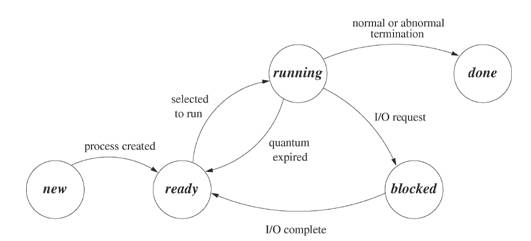 normal or abnormal
termination
running
done
selected
to run
I/O request
process created
quantum
expired
new
ready
blocked
I/O complete